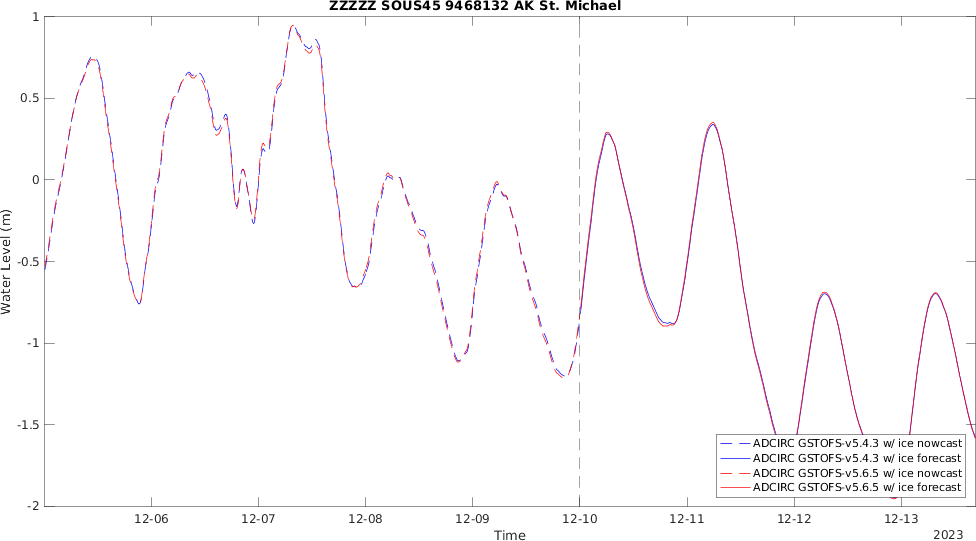 ZZZZZ SOUS45 9468132 AK St. Michael
1
0.5
0
-0.5
-1
-1.5
-2
Water Level (m)
ADCIRC GSTOFS-v5.4.3 w/ ice nowcast
ADCIRC GSTOFS-v5.4.3 w/ ice forecast
ADCIRC GSTOFS-v5.6.5 w/ ice nowcast
ADCIRC GSTOFS-v5.6.5 w/ ice forecast
12-06 12-07 12-08 12-09 12-10 12-11 12-12 12-13
Time
2023